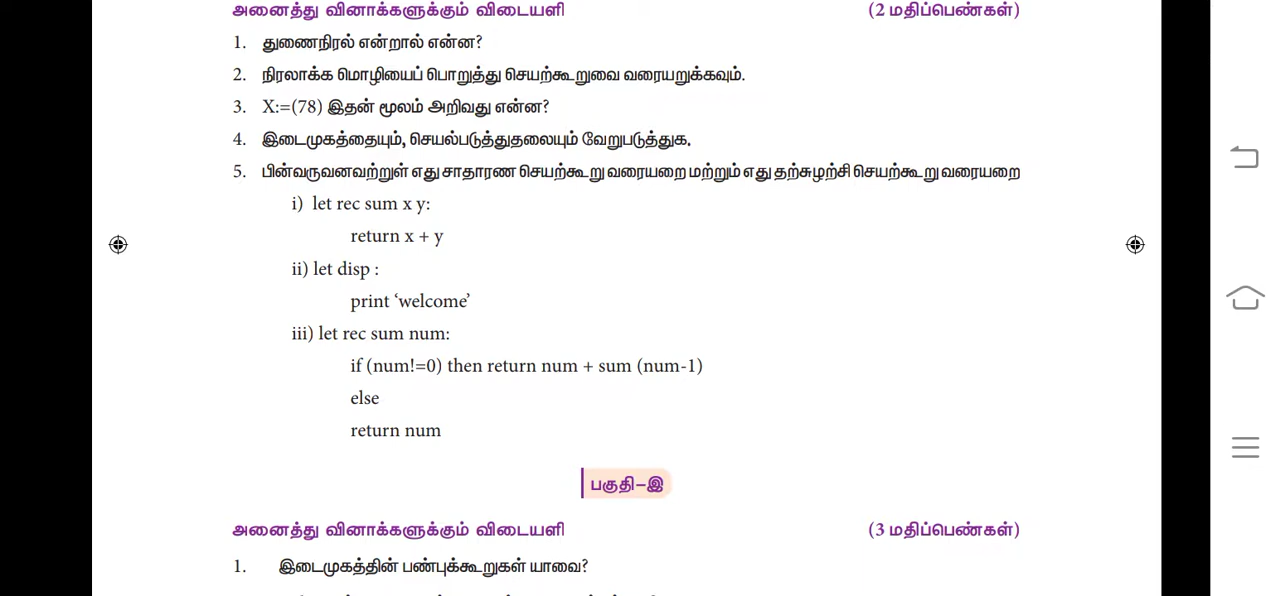 அனைத்து வினாக்களுக்கும் விடையளி (2 மதிப்பெண்கள்)
1. துணைநிரல் என்றால் என்ன?
2. நிரலாக்க மொழியைப் பொறுத்து செயற்கூறுவை வரையறுக்கவும்.
3. X:=(78) இதன் மூலம் அறிவது என்ன?
4. இடைமுகத்தையும், செயல்படுத்துதலையும் வேறுபடுத்துக.
5. பின்வருவனவற்றுள் எது சாதாரண செயற்கூறு வரையறை மற்றும் எது தற்சுழற்சி செயற்கூறு வரையறை
i) let rec sum x y:
return x + y
ii) let disp :
print ‘welcome’
iii) let rec sum num:
if (num!=0) then return num + sum (num-1)
else
return num
பகுதி-இ
அனைத்து வினாக்களுக்கும் விடையளி (3 மதிப்பெண்கள்)
1. இடைமுகத்தின் பண்புக்கூறுகள் யாவை?